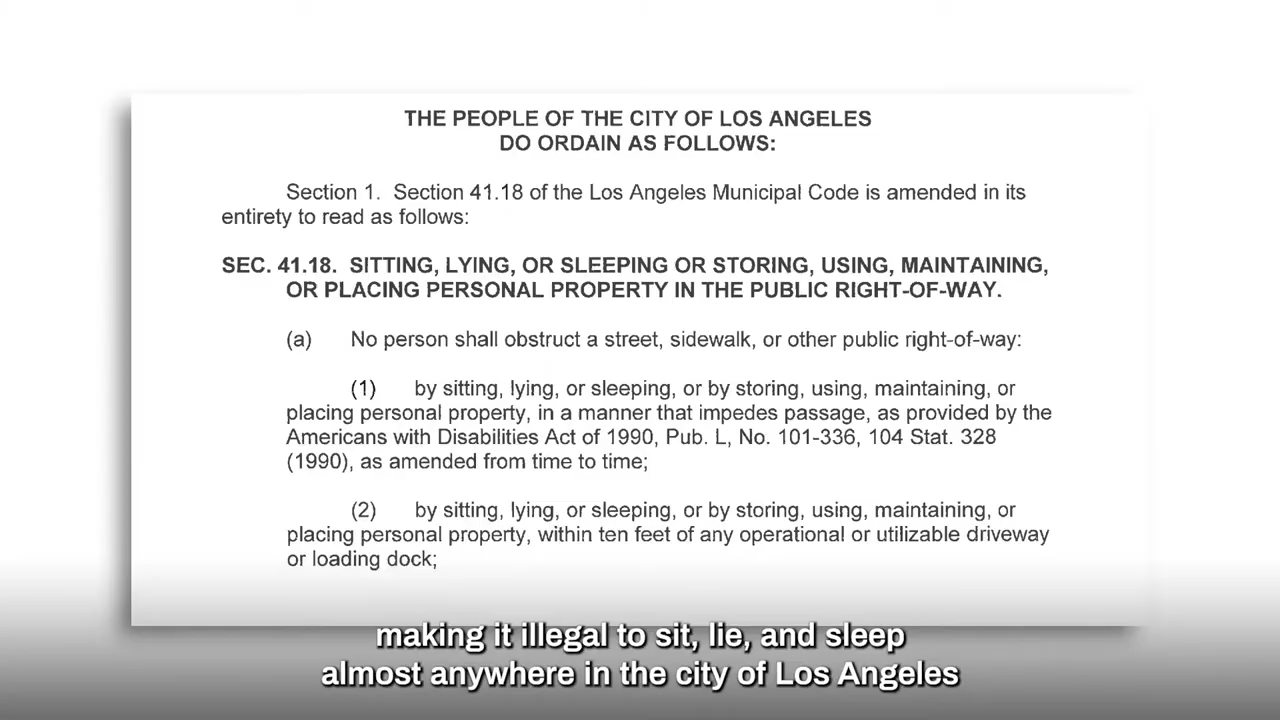 THE PEOPLE OF THE CITY OF LOS ANGELES
DO ORDAIN AS FOLLOWS:
Section 1. Section 41.18 of the Los Angeles Municipal Code is amended in its
entirety to read as follows:
SEC. 41.18. SITTING, LYING, OR SLEEPING OR STORING, USING, MAINTAINING,
OR PLACING PERSONAL PROPERTY IN THE PUBLIC RIGHT-OF-WAY.
(a) No person shall obstruct a street, sidewalk, or other public right-of-way:
(1) by sitting, lying, or sleeping, or by storing, using, maintaining, or
placing personal property, in a manner that impedes passage, as provided by the
Americans with Disabilities Act of 1990, Pub. L, No. 101-336, 104 Stat. 328
(1990), as amended from time to time;
(2) by sitting, lying, or sleeping, or by storing, using, maintaining, or
placing personal property, within ten feet of any operational or utilizable driveway
or loading dock;
making it illegal to sit, lie, and sleep
almost anywhere in the city of Los Angeles